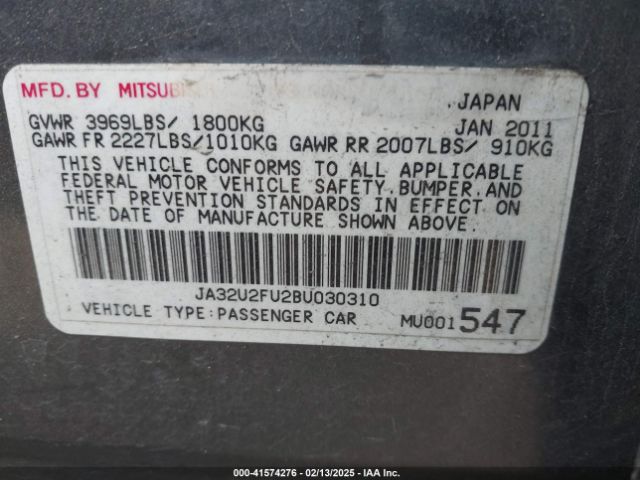 MFD. BY MITSUBI
JAPAN
GVWR 3969LBS/ 1800KG JAN 2011
GAWR FR 2227LBS/1010KG GAWR RR 2007LBS/ 910KG
THIS VEHICLE CONFORMS TO ALL APPLICABLE
FEDERAL MOTOR VEHICLE SAFETY, BUMPER, AND
THEFT PREVENTION STANDARDS IN EFFECT ON
THE DATE OF MANUFACTURE SHOWN ABOVE.
JA32U2FU2BU030310
VEHICLE TYPE:PASSENGER CAR MU001547
© 41574276 - 02/13/2025 - IAA, Inc.